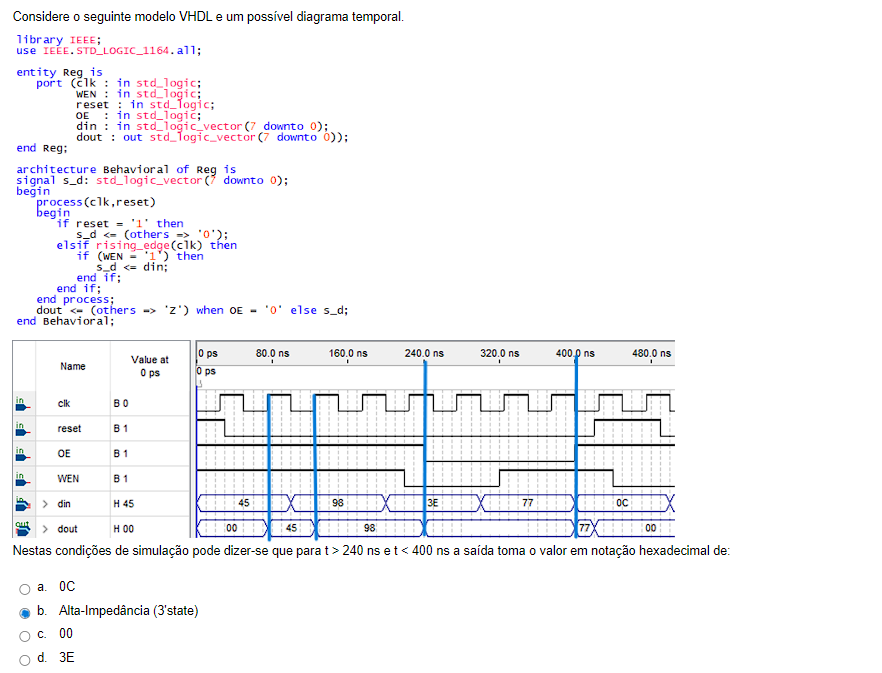 Considere o seguinte modelo VHDL e um possível diagrama temporal.
library IEEE;
use IEEE.STD_LOGIC_1164.all;
entity Reg is
port (clk : in std_logic;
WEN : in std_logic;
reset : in std_logic;
OE : in std_logic;
din : in std_logic_vector(7 downto 0);
dout : out std_logic_vector(7 downto 0));
end Reg;
architecture Behavioral of Reg is
signal s_d: std_logic_vector(7 downto 0);
begin
process(clk,reset)
begin
if reset = '1' then
s_d <= (others => '0');
elsif rising_edge(clk) then
if (WEN = '1') then
s_d <= din;
end if;
end if;
end process;
dout <= (others => 'Z') when OE = '0' else s_d;
end Behavioral;
Name Value at 0 ps 80.0 ns 160.0 ns 240.0 ns 320.0 ns 400.0 ns 480.0 ns
0 ps 0 ps
in clk B 0
in reset B 1
in OE B 1
in WEN B 1
in > din H 45 45 98 3E 77 0C
out > dout H 00 00 45 98 77 00
Nestas condições de simulação pode dizer-se que para t > 240 ns e t < 400 ns a saída toma o valor em notação hexadecimal de:
a. 0C
b. Alta-Impedância (3'state)
c. 00
d. 3E